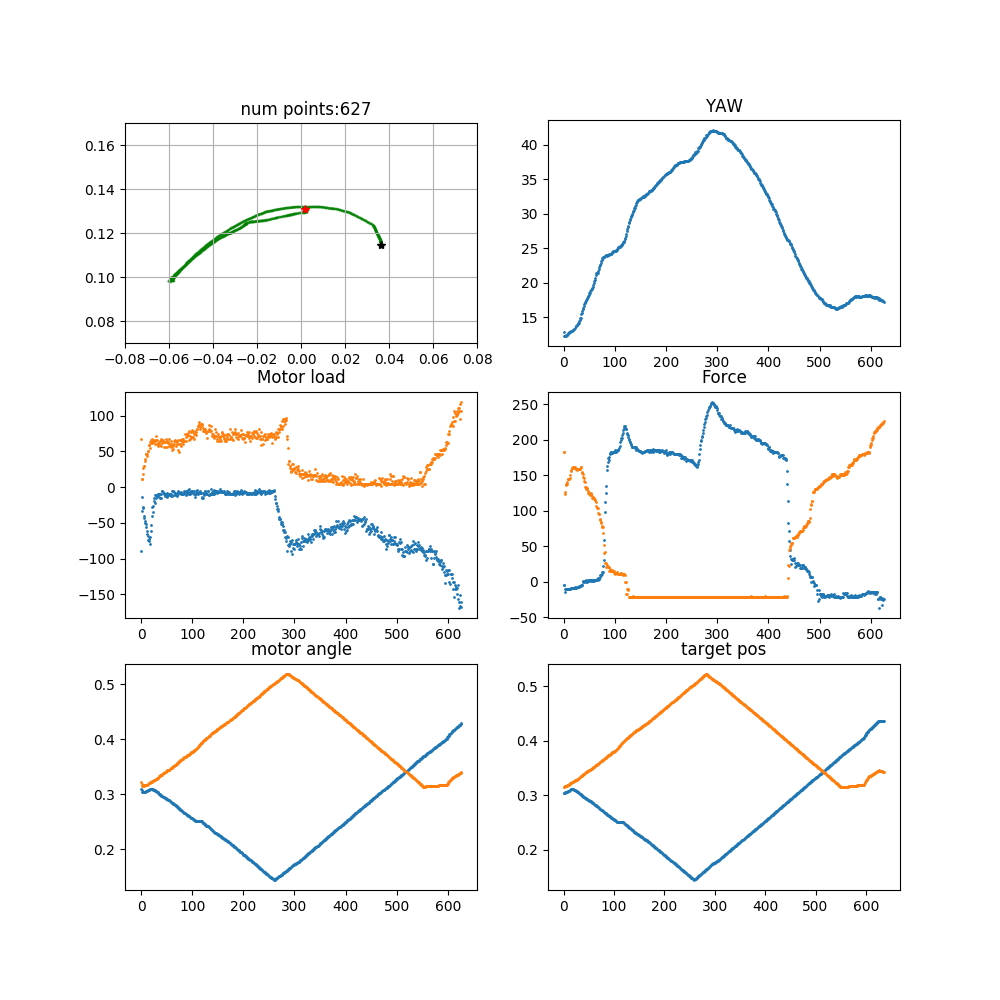 num points:627
YAW
0.16
0.14
0.12
0.10
0.08
−0.08 −0.06 −0.04 −0.02 0.00 0.02 0.04 0.06 0.08
40
35
30
25
20
15
0 100 200 300 400 500 600
Motor load
Force
100
50
0
−50
−100
−150
0 100 200 300 400 500 600
250
200
150
100
50
0
−50
0 100 200 300 400 500 600
motor angle
target pos
0.5
0.4
0.3
0.2
0 100 200 300 400 500 600
0.5
0.4
0.3
0.2
0 100 200 300 400 500 600